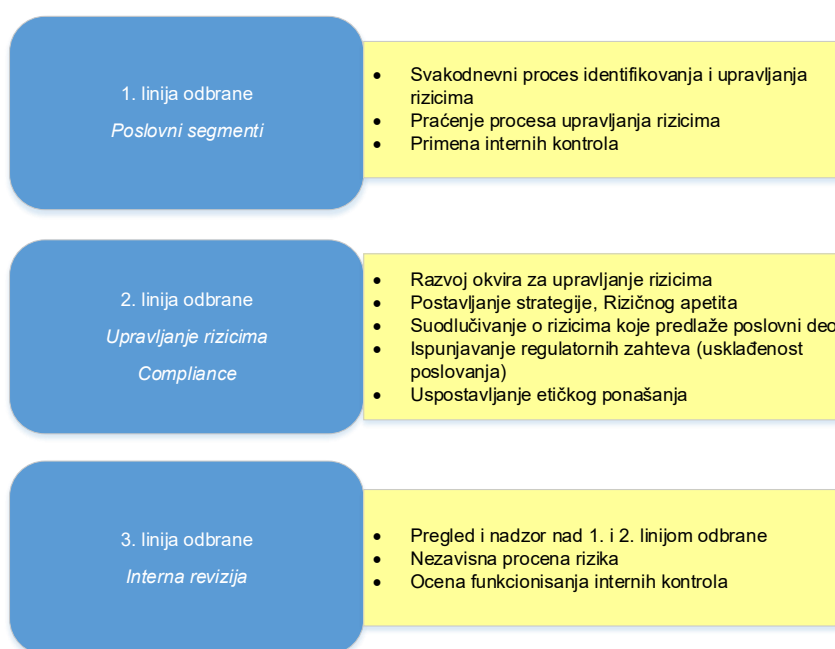 1. linija odbrane
Poslovni segmenti
• Svakodnevni proces identifikovanja i upravljanja
rizicima
• Praćenje procesa upravljanja rizicima
• Primena internih kontrola
2. linija odbrane
Upravljanje rizicima
Compliance
• Razvoj okvira za upravljanje rizicima
• Postavljanje strategije, Rizičnog apetita
• Suodlučivanje o rizicima koje predlaže poslovni deo
• Ispunjavanje regulatornih zahteva (usklađenost
poslovanja)
• Uspostavljanje etičkog ponašanja
3. linija odbrane
Interna revizija
• Pregled i nadzor nad 1. i 2. linijom odbrane
• Nezavisna procena rizika
• Ocena funkcionisanja internih kontrola